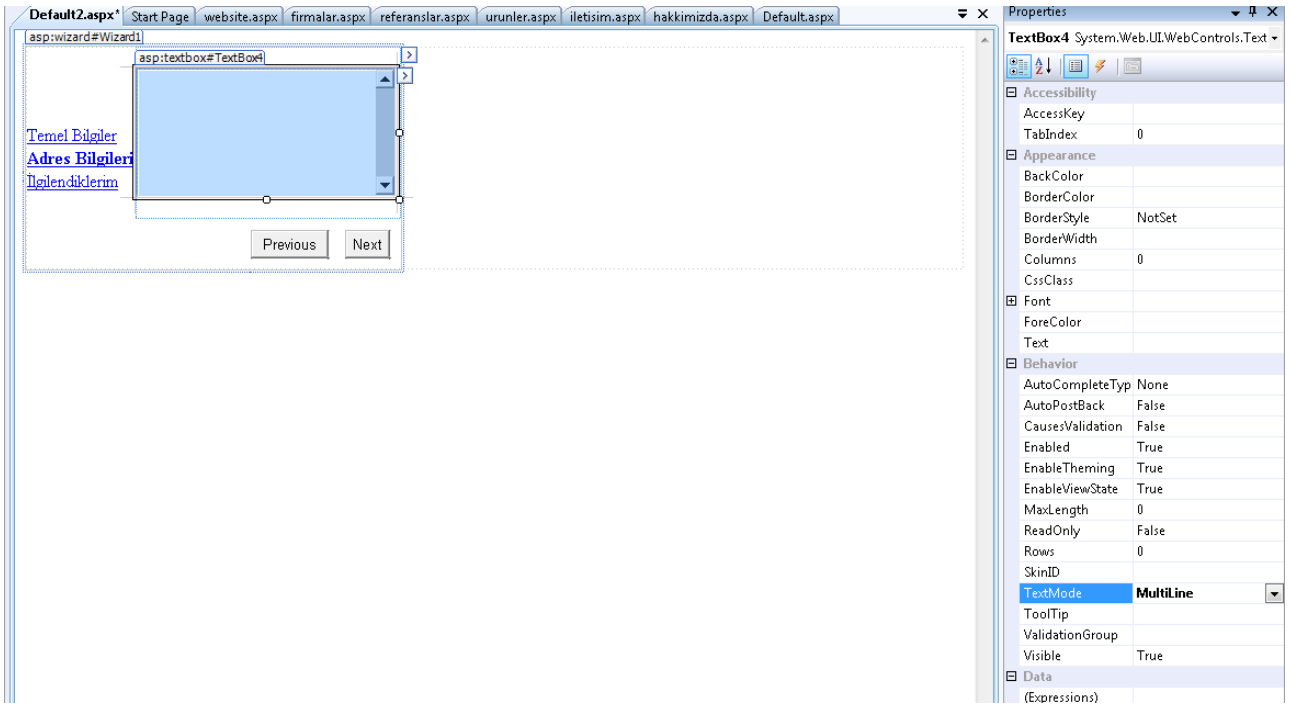 Default2.aspx* Start Page website.aspx firmalar.aspx referanslar.aspx urunler.aspx iletisim.aspx hakkimizda.aspx Default.aspx
asp:wizard#Wizard1
asp:textbox#TextBox4
Temel Bilgiler
Adres Bilgileri
İlgilendiklerim
Previous Next
Properties
TextBox4 System.Web.UI.WebControls.Text
Accessibility
AccessKey
TabIndex 0
Appearance
BackColor
BorderColor
BorderStyle NotSet
BorderWidth
Columns 0
CssClass
Font
ForeColor
Text
Behavior
AutoCompleteTyp None
AutoPostBack False
CausesValidation False
Enabled True
EnableTheming True
EnableViewState True
MaxLength 0
ReadOnly False
Rows 0
SkinID
TextMode MultiLine
ToolTip
ValidationGroup
Visible True
Data
(Expressions)